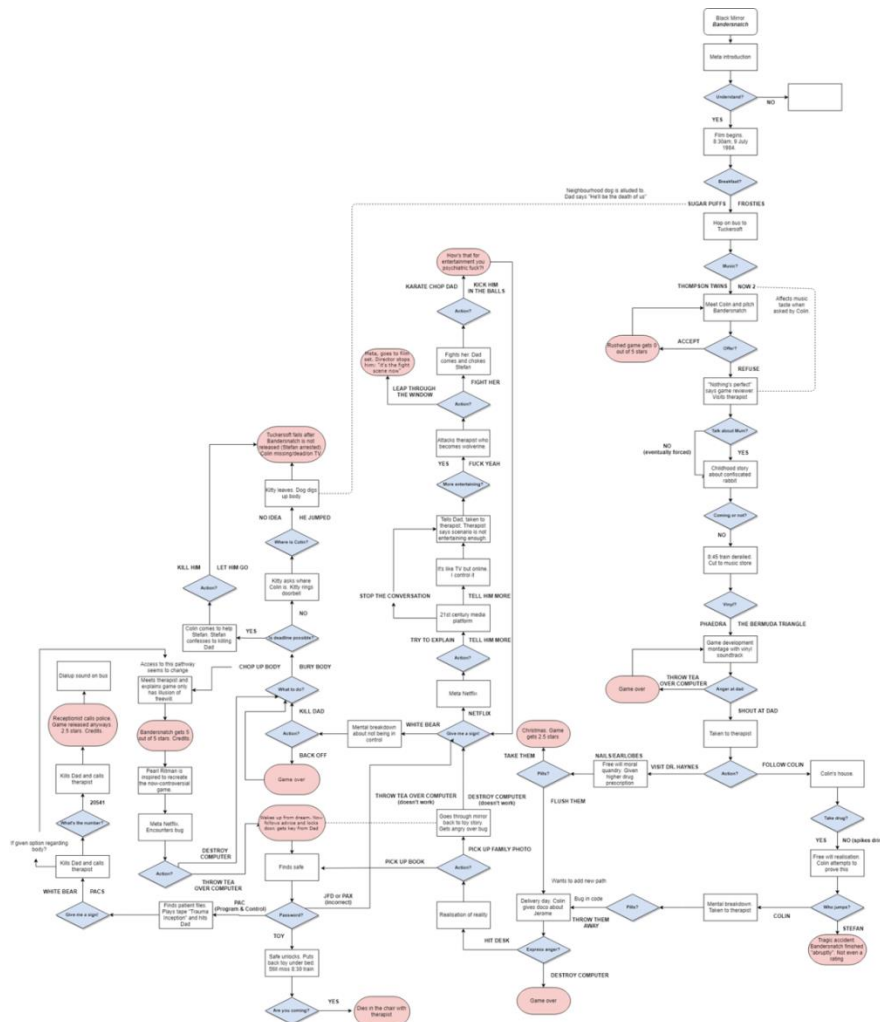 Black Mirror
Bandersnatch
Meta introduction
Understand?
NO
YES
Film begins.
8:30am, 9 July
1984.
Breakfast?
Neighbourhood dog is alluded to.
Dad says "He'll be the death of us"
SUGAR PUFFS
FROSTIES
Hop on bus to
Tuckersoft
Music?
THOMPSON TWINS
NOW 2
Affects music
taste when
asked by Colin.
Meet Colin and pitch
Bandersnatch
Rushed game gets 0
out of 5 stars
ACCEPT
Offer?
REFUSE
"Nothing's perfect"
says game reviewer
Visits therapist
Talk about Mum?
NO
(eventually forced)
YES
Childhood story
about confiscated
rabbit
Coming or not?
NO
8:45 train derailed.
Cut to music store
Vinyl?
PHAEDRA
THE BERMUDA TRIANGLE
Game development
montage with vinyl
soundtrack
Game over
THROW TEA
OVER COMPUTER
Anger at dad
SHOUT AT DAD
Taken to therapist
Action?
VISIT DR. HAYNES
FOLLOW COLIN
Colin's house.
Take drug?
YES
NO (spikes drink)
Free will realisation.
Colin attempts to
prove this.
Who jumps?
COLIN
STEFAN
Mental breakdown
Taken to therapist
Tragic accident
Bandersnatch finished
"abruptly". Not even a
rating
NAILS/EARLOBES
Free will moral
quandry. Given
higher drug
prescription
Pills?
TAKE THEM
Christmas: Game
gets 2.5 stars
FLUSH THEM
Wants to add new path
Bug in code
THROW THEM
AWAY
Pills?
Delivery day. Colin
gives disco about
Jerome
Express anger?
HIT DESK
DESTROY COMPUTER
Game over
Realisation of reality
Action?
PICK UP BOOK
PICK UP FAMILY PHOTO
Goes through mirror
back to toy story
Gets angry over bug
THROW TEA OVER COMPUTER
(doesn't work)
DESTROY COMPUTER
(doesn't work)
Give me a sign!
WHITE BEAR
NETFLIX
Meta Netflix
Action?
TRY TO EXPLAIN
TELL HIM MORE
21st century media
platform
STOP THE CONVERSATION
TELL HIM MORE
It's like TV but online
I control it
Tells Dad, taken to
therapist. Therapist
says scenario is not
entertaining enough
More entertaining?
YES
FUCK YEAH
Attacks therapist who
becomes wolverine.
Action?
LEAP THROUGH
THE WINDOW
FIGHT HER
Meta, goes to film
set. Director stops
him: "it's the fight
scene now"
Fights her. Dad
comes and chokes
Stefan
Action?
KARATE CHOP DAD
KICK HIM
IN THE BALLS
How's that for
entertainment you
psychiatric fuck?!
Mental breakdown
about not being in
control
Action?
KILL DAD
BACK OFF
Game over
What to do?
CHOP UP BODY
BURY BODY
Is deadline possible?
YES
NO
Kitty asks where
Colin is. Kitty rings
doorbell
Where is Colin?
NO IDEA
HE JUMPED
Kitty leaves. Dog digs
up body
Tuckersoft fails after
Bandersnatch is not
released (Stefan arrested)
Colin missing/dead/on TV
Colin comes to help
Stefan. Stefan
confesses to killing
Dad
Action?
KILL HIM
LET HIM GO
Access to this pathway
seems to change
Meets therapist and
explains game only
has illusion of
freewill
Bandersnatch gets 5
out of 5 stars. Credits.
Pearl Ritman is
inspired to recreate
the now-controversial
game.
Meta Netflix.
Encounters bug
Action?
DESTROY
COMPUTER
THROW TEA
OVER COMPUTER
Wakes up from dream. Now
follows advice and looks
down gets key from Dad
Finds safe
Password?
JFD or PAX
(Incorrect)
PAC
(Program & Control)
TOY
Safe unlocks. Puts
back toy under bed.
Still miss 8:30 train
Are you coming?
YES
Dies in the chair with
therapist
Finds patient files.
Plays tape "Trauma
inception" and hits
Dad
Give me a sign!
WHITE BEAR
PACS
Kills Dad and calls
therapist
If given option regarding
body?
What's the number?
20541
Kills Dad and calls
therapist
Receptionist calls police.
Game released anyways.
2.5 stars. Credits.
Dialup sound on bus